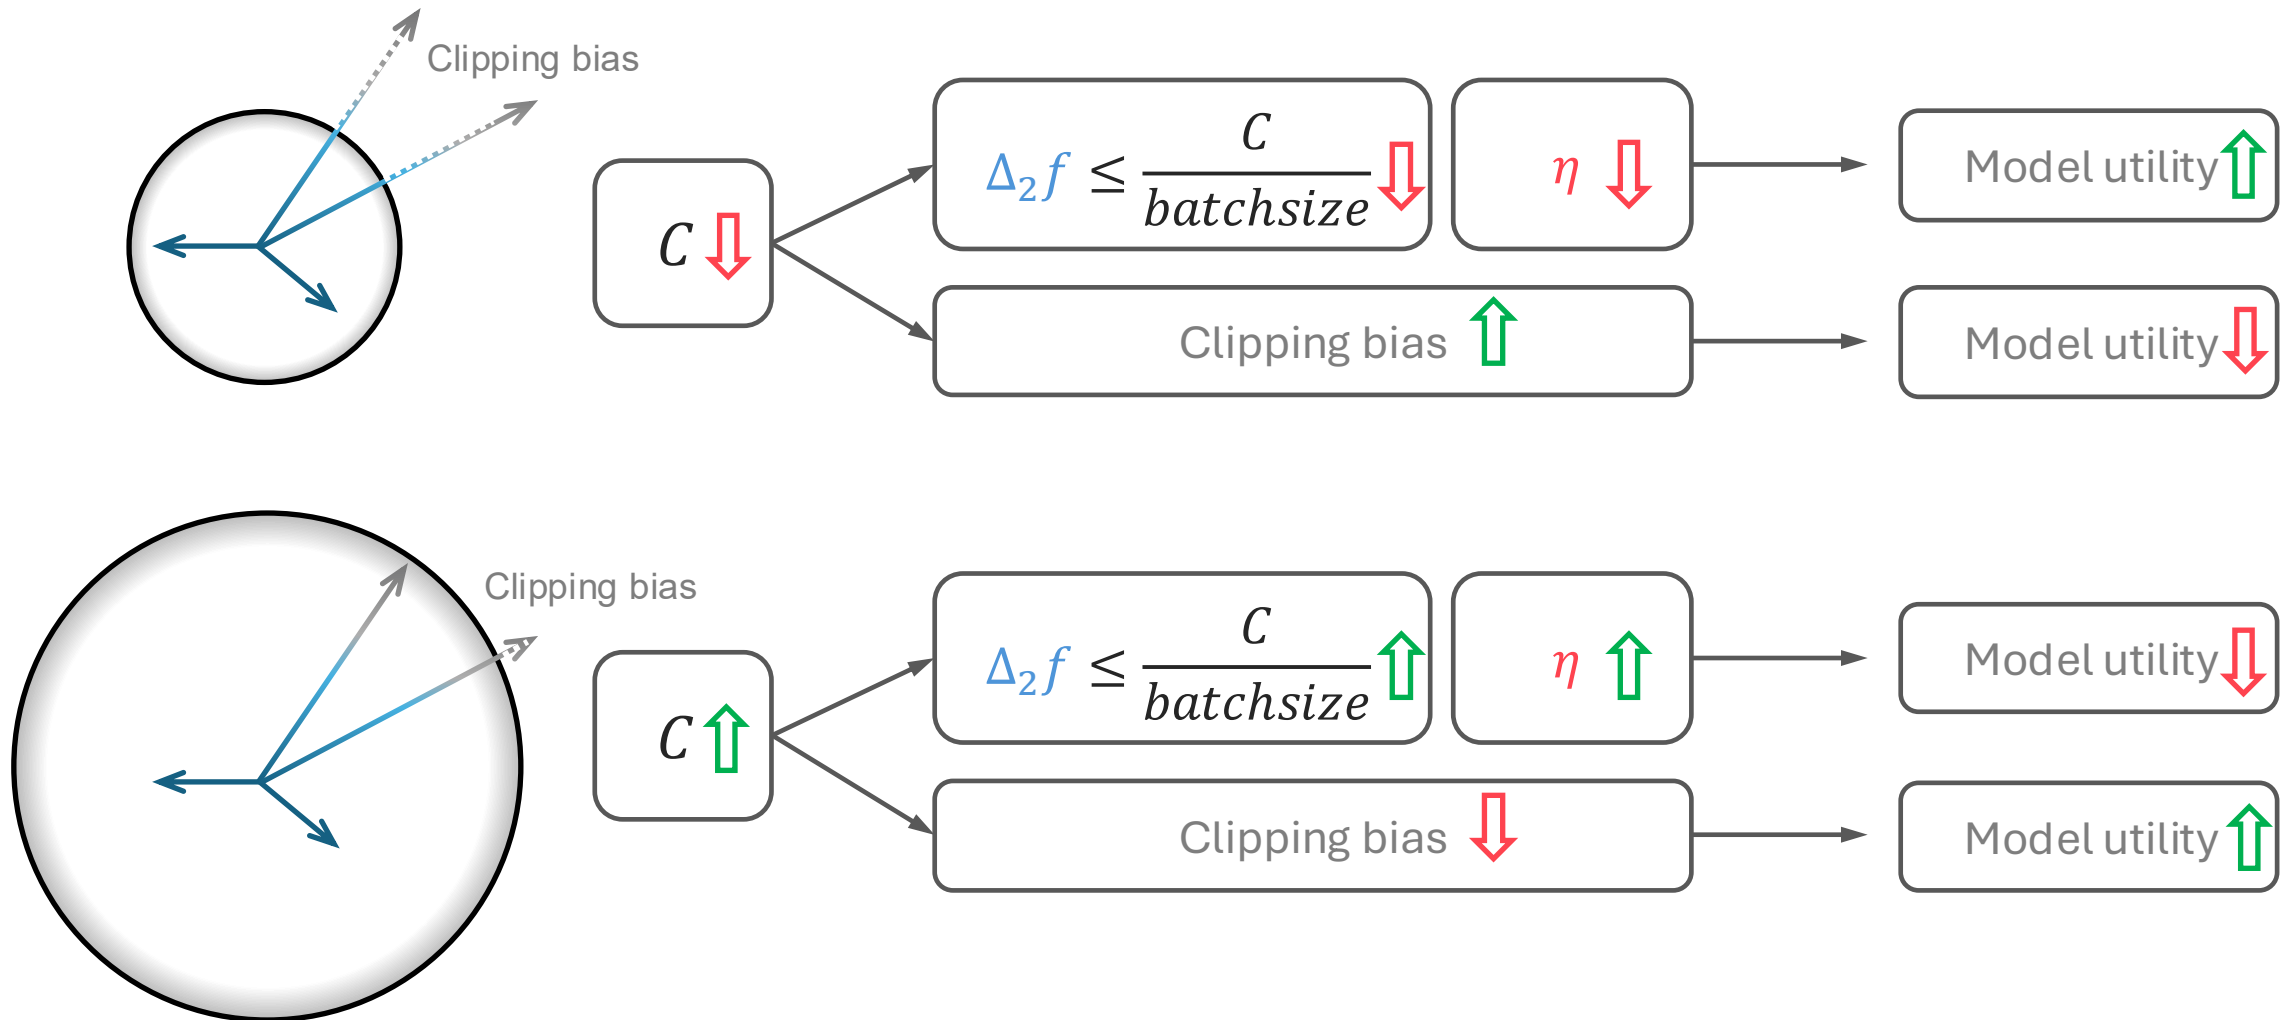 Clipping bias
C
Δ₂f ≤ C / batchsize
η
Model utility
Clipping bias
Model utility
Clipping bias
C
Δ₂f ≤ C / batchsize
η
Model utility
Clipping bias
Model utility